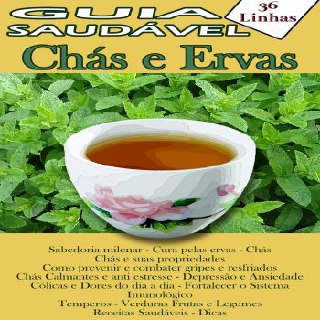 GUIA
SAUDÁVEL
36
Linhas
Chás e Ervas
Sabedoria milenar - Cura pelas ervas - Chás
Chás e suas propriedades
Como prevenir e combater gripes e resfriados
Chás Calmantes e anti estresse - Depressão e Ansiedade
Cólicas e Dores do dia a dia - Fortalecer o Sistema
Imunológico
Temperos - Verduras Frutas e Legumes
Receitas Saudáveis - Dicas